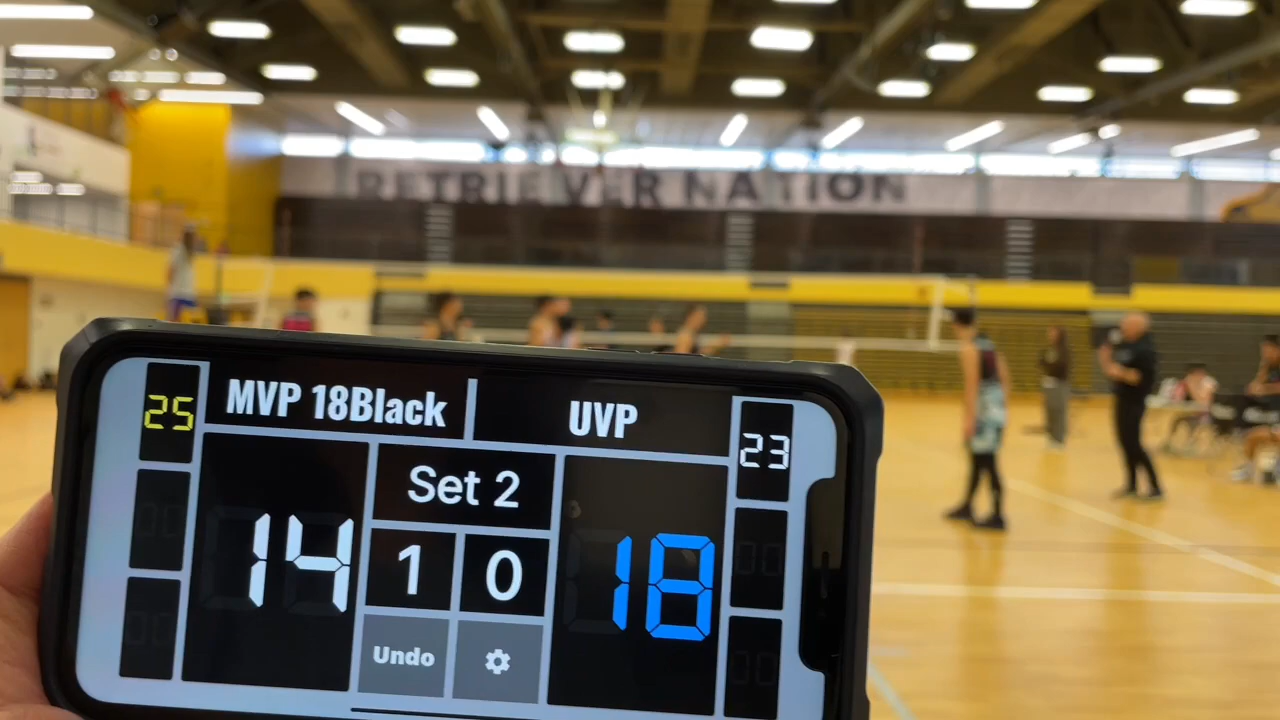 RETRIEVER NATION
25
MVP 18Black
UVP
23
Set 2
14
1
0
18
Undo